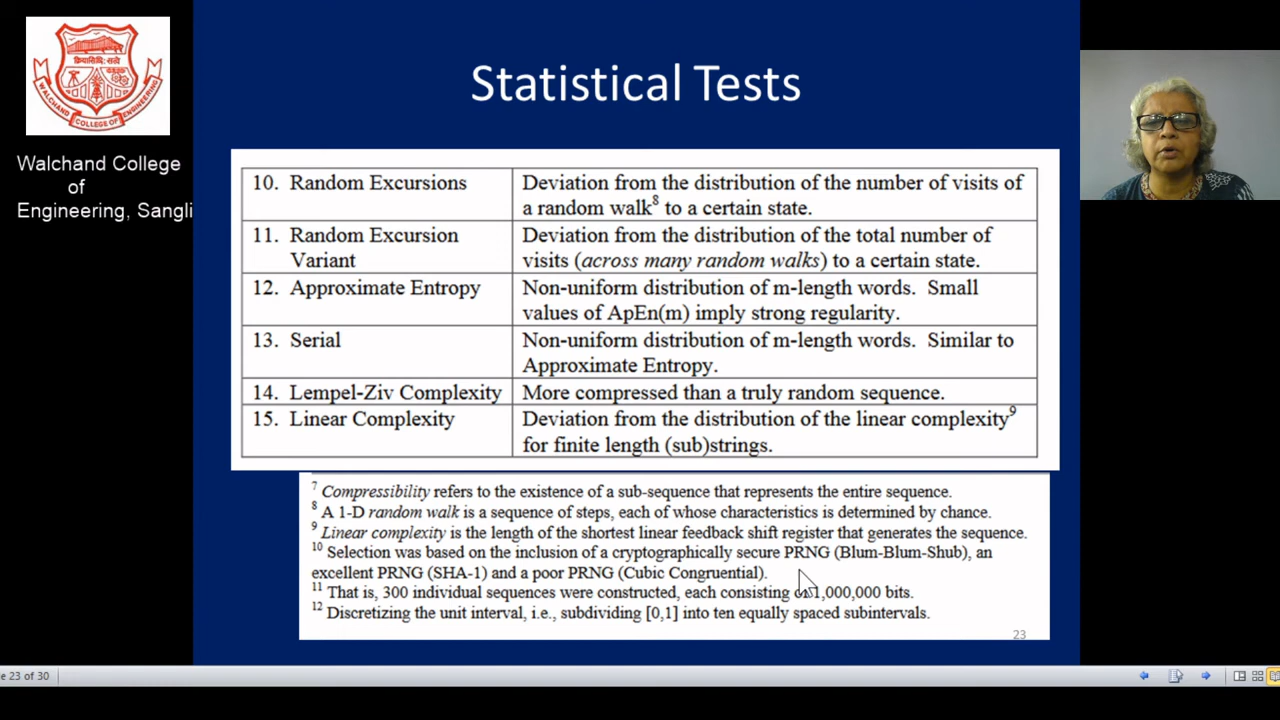 क्रियासिद्धिः सत्त्वे
WALCHAND COLLEGE OF ENGINEERING
Walchand College
of
Engineering, Sangli
Statistical Tests
10. Random Excursions Deviation from the distribution of the number of visits of
a random walk⁸ to a certain state.
11. Random Excursion Deviation from the distribution of the total number of
Variant visits (across many random walks) to a certain state.
12. Approximate Entropy Non-uniform distribution of m-length words. Small
values of ApEn(m) imply strong regularity.
13. Serial Non-uniform distribution of m-length words. Similar to
Approximate Entropy.
14. Lempel-Ziv Complexity More compressed than a truly random sequence.
15. Linear Complexity Deviation from the distribution of the linear complexity⁹
for finite length (sub)strings.
⁷ Compressibility refers to the existence of a sub-sequence that represents the entire sequence.
⁸ A 1-D random walk is a sequence of steps, each of whose characteristics is determined by chance.
⁹ Linear complexity is the length of the shortest linear feedback shift register that generates the sequence.
¹⁰ Selection was based on the inclusion of a cryptographically secure PRNG (Blum-Blum-Shub), an
excellent PRNG (SHA-1) and a poor PRNG (Cubic Congruential).
¹¹ That is, 300 individual sequences were constructed, each consisting of 1,000,000 bits.
¹² Discretizing the unit interval, i.e., subdividing [0,1] into ten equally spaced subintervals.
23
e 23 of 30